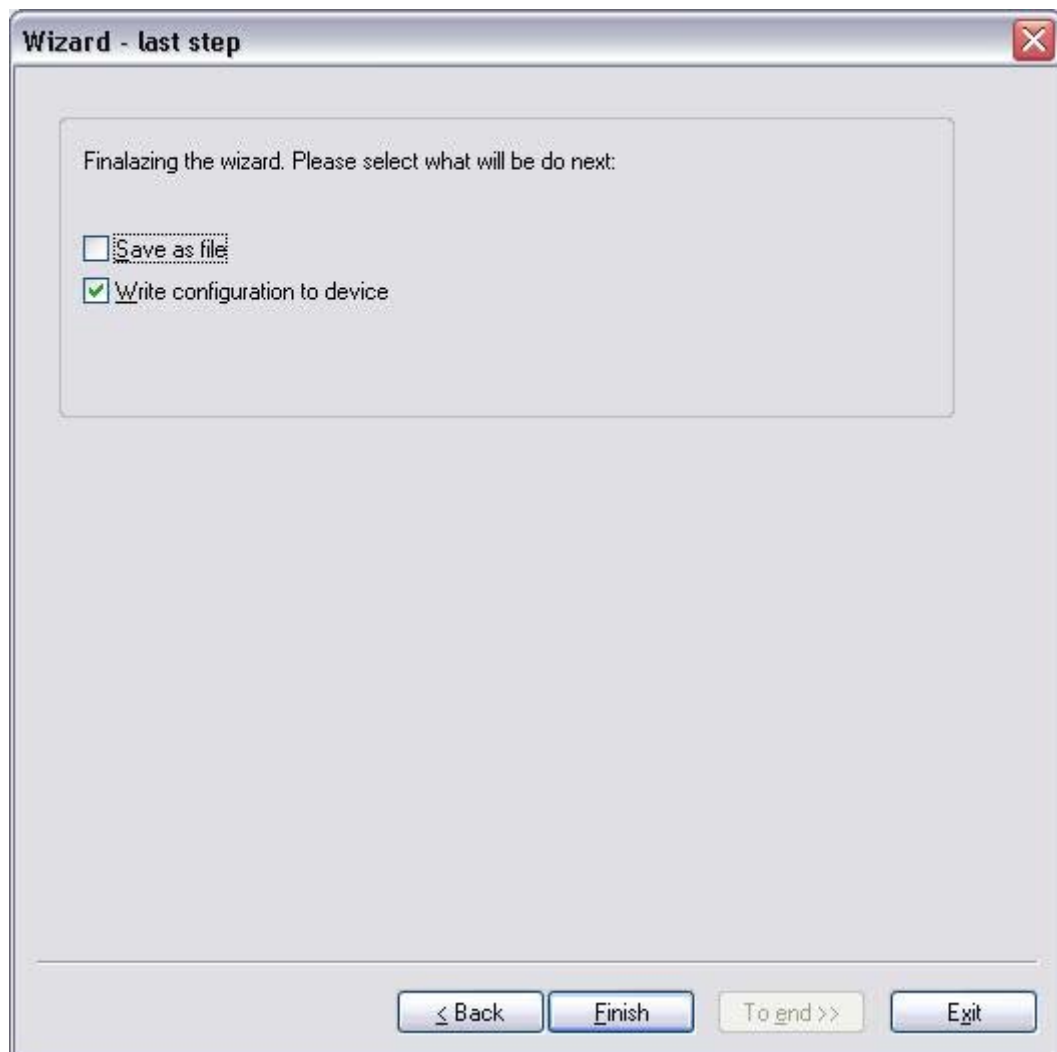 Wizard - last step
Finalazing the wizard. Please select what will be do next:
Save as file
Write configuration to device
< Back
Finish
To end >>
Exit